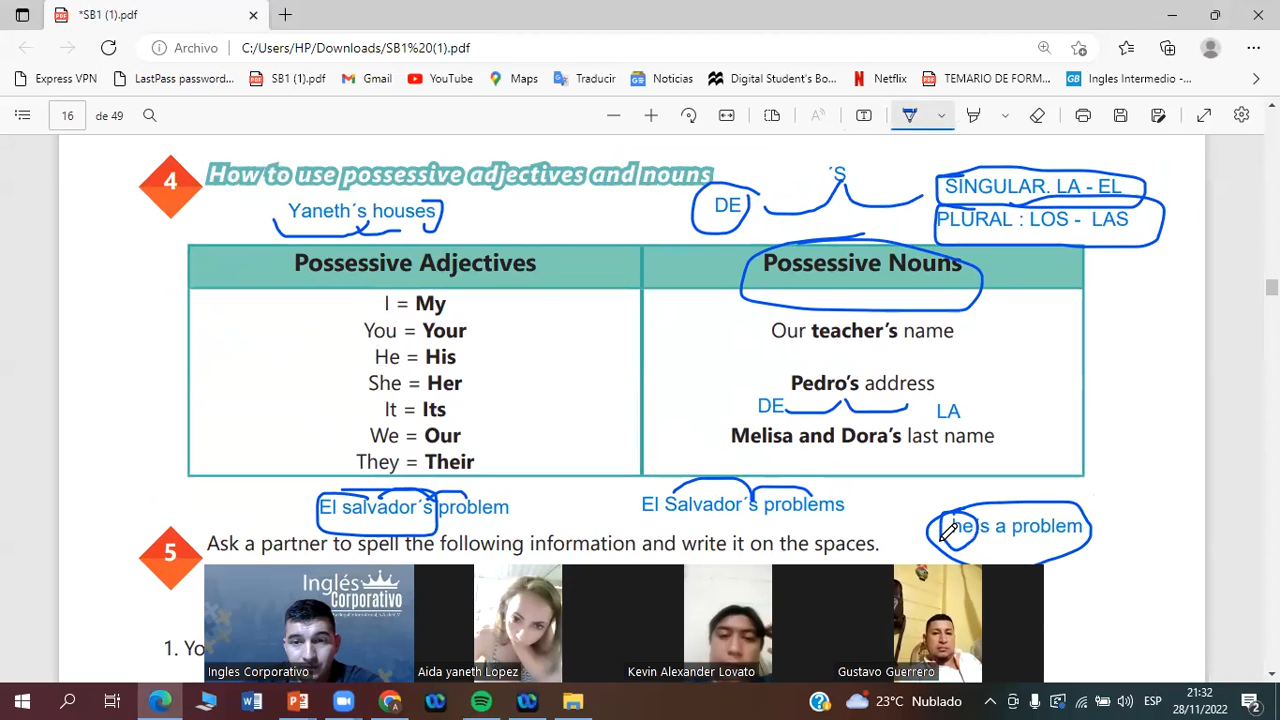 *SB1 (1).pdf
Archivo
C:/Users/HP/Downloads/SB1%20(1).pdf
Express VPN
LastPass password...
SB1 (1).pdf
Gmail
YouTube
Maps
Traducir
Noticias
Digital Student's Bo...
Netflix
TEMARIO DE FORM...
Ingles Intermedio -...
16
de 49
4
How to use possessive adjectives and nouns
´S
Yaneth´s houses
DE
SINGULAR. LA - EL
PLURAL : LOS - LAS
Possessive Adjectives
Possessive Nouns
I = My
You = Your
He = His
She = Her
It = Its
We = Our
They = Their
Our teacher's name
Pedro's address
DE
LA
Melisa and Dora's last name
El salvador´s problem
El Salvador´s problems
is a problem
5
Ask a partner to spell the following information and write it on the spaces.
Inglés
Corporativo
1. Yo
Ingles Corporativo
Aida yaneth Lopez
Kevin Alexander Lovato
Gustavo Guerrero
23°C Nublado
ESP
21:32
28/11/2022
2